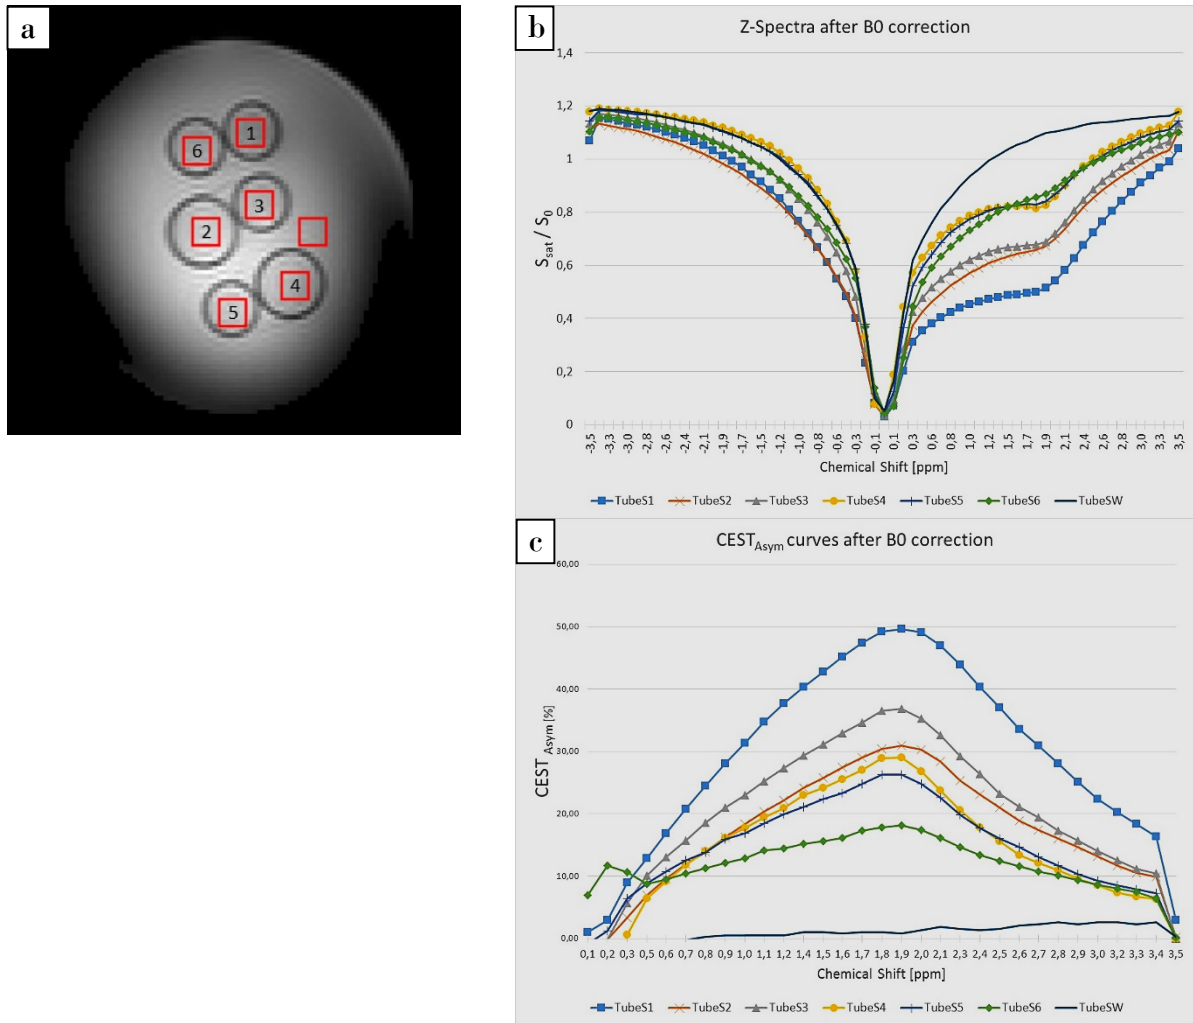 a
1
6
3
2
4
5
b
Z-Spectra after B0 correction
1,4
1,2
1
0,8
0,6
0,4
0,2
0
S_sat / S_0
-3,5 -3,3 -3,0 -2,8 -2,6 -2,4 -2,1 -1,9 -1,7 -1,5 -1,2 -1,0 -0,8 -0,6 -0,3 -0,1 0,1 0,3 0,6 0,8 1,0 1,2 1,5 1,7 1,9 2,1 2,4 2,6 2,8 3,0 3,3 3,5
Chemical Shift [ppm]
TubeS1 TubeS2 TubeS3 TubeS4 TubeS5 TubeS6 TubeSW
c
CEST_Asym curves after B0 correction
60,00
50,00
40,00
30,00
20,00
10,00
0,00
CEST_Asym [%]
0,1 0,2 0,3 0,5 0,6 0,7 0,8 0,9 1,0 1,1 1,2 1,4 1,5 1,6 1,7 1,8 1,9 2,0 2,1 2,3 2,4 2,5 2,6 2,7 2,8 2,9 3,0 3,2 3,3 3,4 3,5
Chemical Shift [ppm]
TubeS1 TubeS2 TubeS3 TubeS4 TubeS5 TubeS6 TubeSW